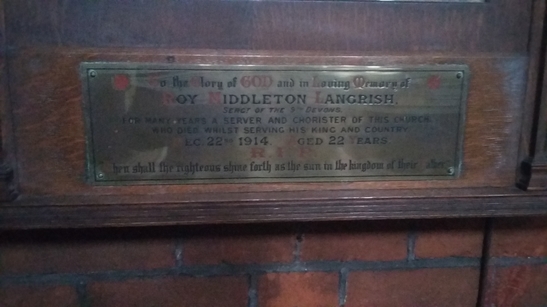 To the Glory of GOD and in Loving Memory of
ROY MIDDLETON LANGRISH,
SERGT OF THE 5TH DEVONS.
FOR MANY YEARS A SERVER AND CHORISTER OF THIS CHURCH,
WHO DIED WHILST SERVING HIS KING AND COUNTRY
DEC. 22ND 1914. AGED 22 YEARS.
R. I. P.
Then shall the righteous shine forth as the sun in the kingdom of their Father.